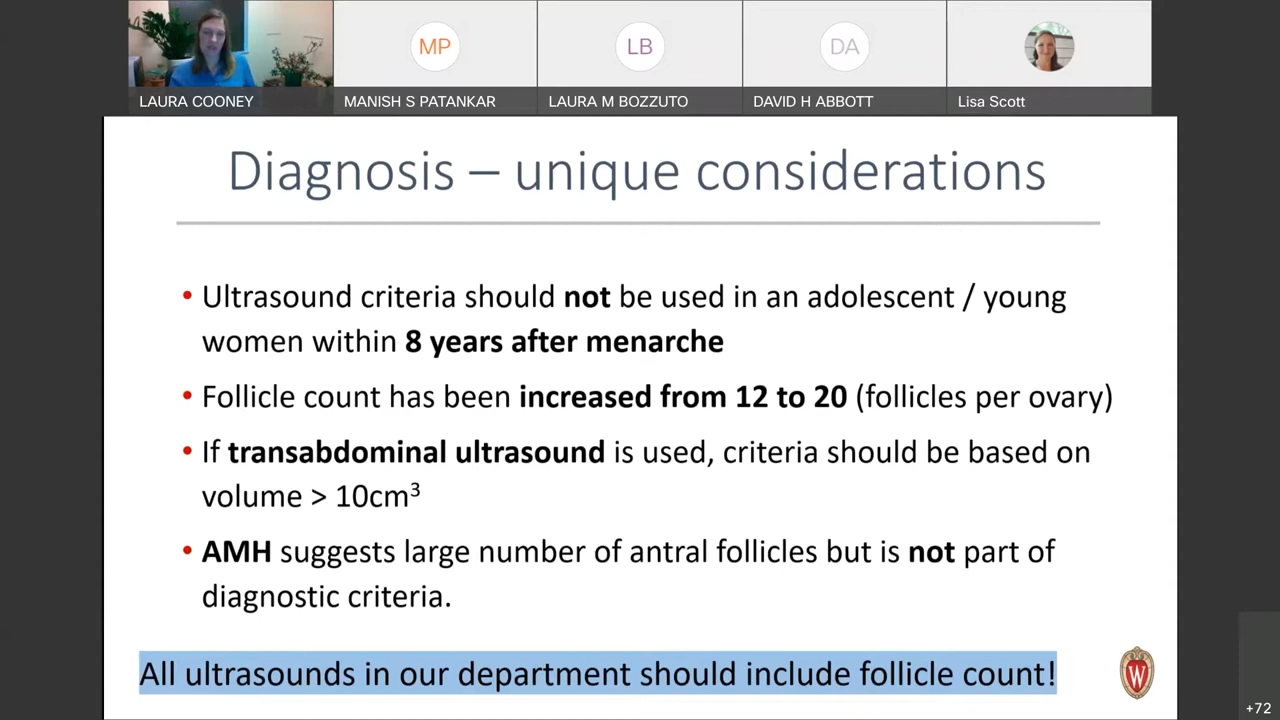 MP
LB
DA
LAURA COONEY
MANISH S PATANKAR
LAURA M BOZZUTO
DAVID H ABBOTT
Lisa Scott
Diagnosis – unique considerations
• Ultrasound criteria should not be used in an adolescent / young
women within 8 years after menarche
• Follicle count has been increased from 12 to 20 (follicles per ovary)
• If transabdominal ultrasound is used, criteria should be based on
volume > 10cm³
• AMH suggests large number of antral follicles but is not part of
diagnostic criteria.
All ultrasounds in our department should include follicle count!
W
+72